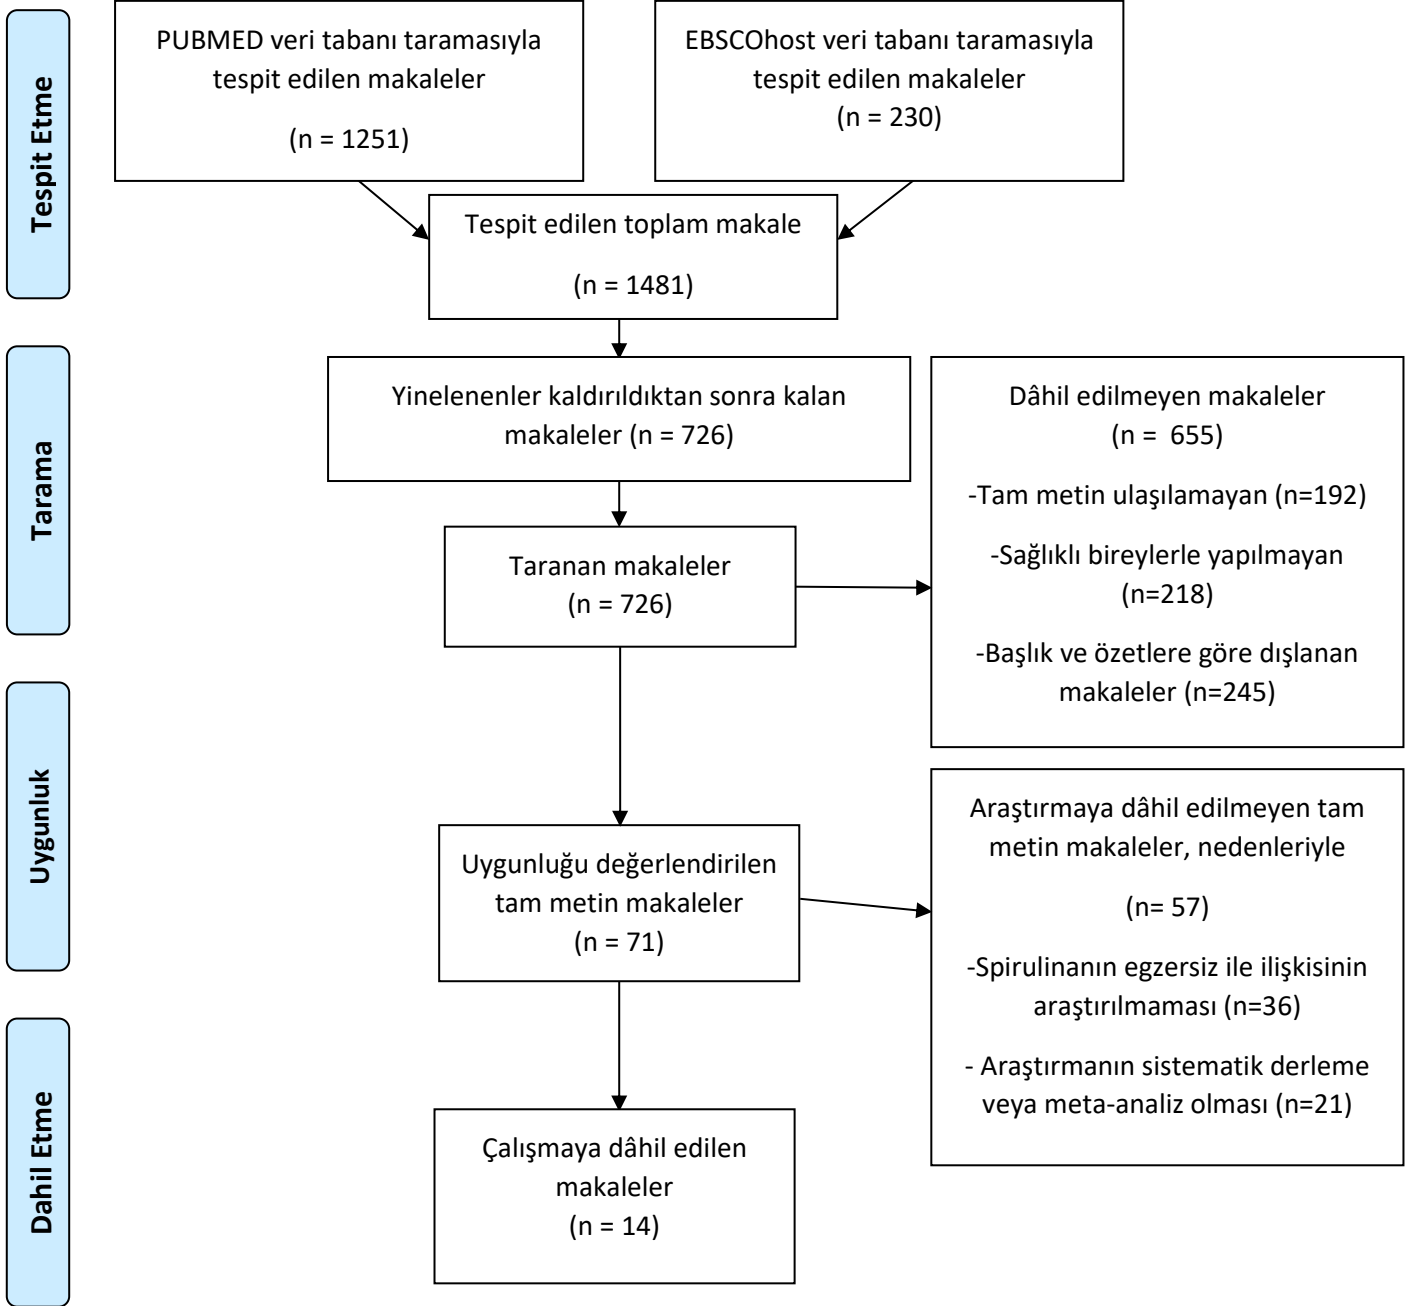 Tespit Etme
PUBMED veri tabanı taramasıyla
tespit edilen makaleler
(n = 1251)
EBSCOhost veri tabanı taramasıyla
tespit edilen makaleler
(n = 230)
Tespit edilen toplam makale
(n = 1481)
Tarama
Yinelenenler kaldırıldıktan sonra kalan
makaleler (n = 726)
Taranan makaleler
(n = 726)
Dâhil edilmeyen makaleler
(n =  655)
-Tam metin ulaşılamayan (n=192)
-Sağlıklı bireylerle yapılmayan
(n=218)
-Başlık ve özetlere göre dışlanan
makaleler (n=245)
Uygunluk
Uygunluğu değerlendirilen
tam metin makaleler
(n = 71)
Araştırmaya dâhil edilmeyen tam
metin makaleler, nedenleriyle
(n= 57)
-Spirulinanın egzersiz ile ilişkisinin
araştırılmaması (n=36)
- Araştırmanın sistematik derleme
veya meta-analiz olması (n=21)
Dahil Etme
Çalışmaya dâhil edilen
makaleler
(n = 14)